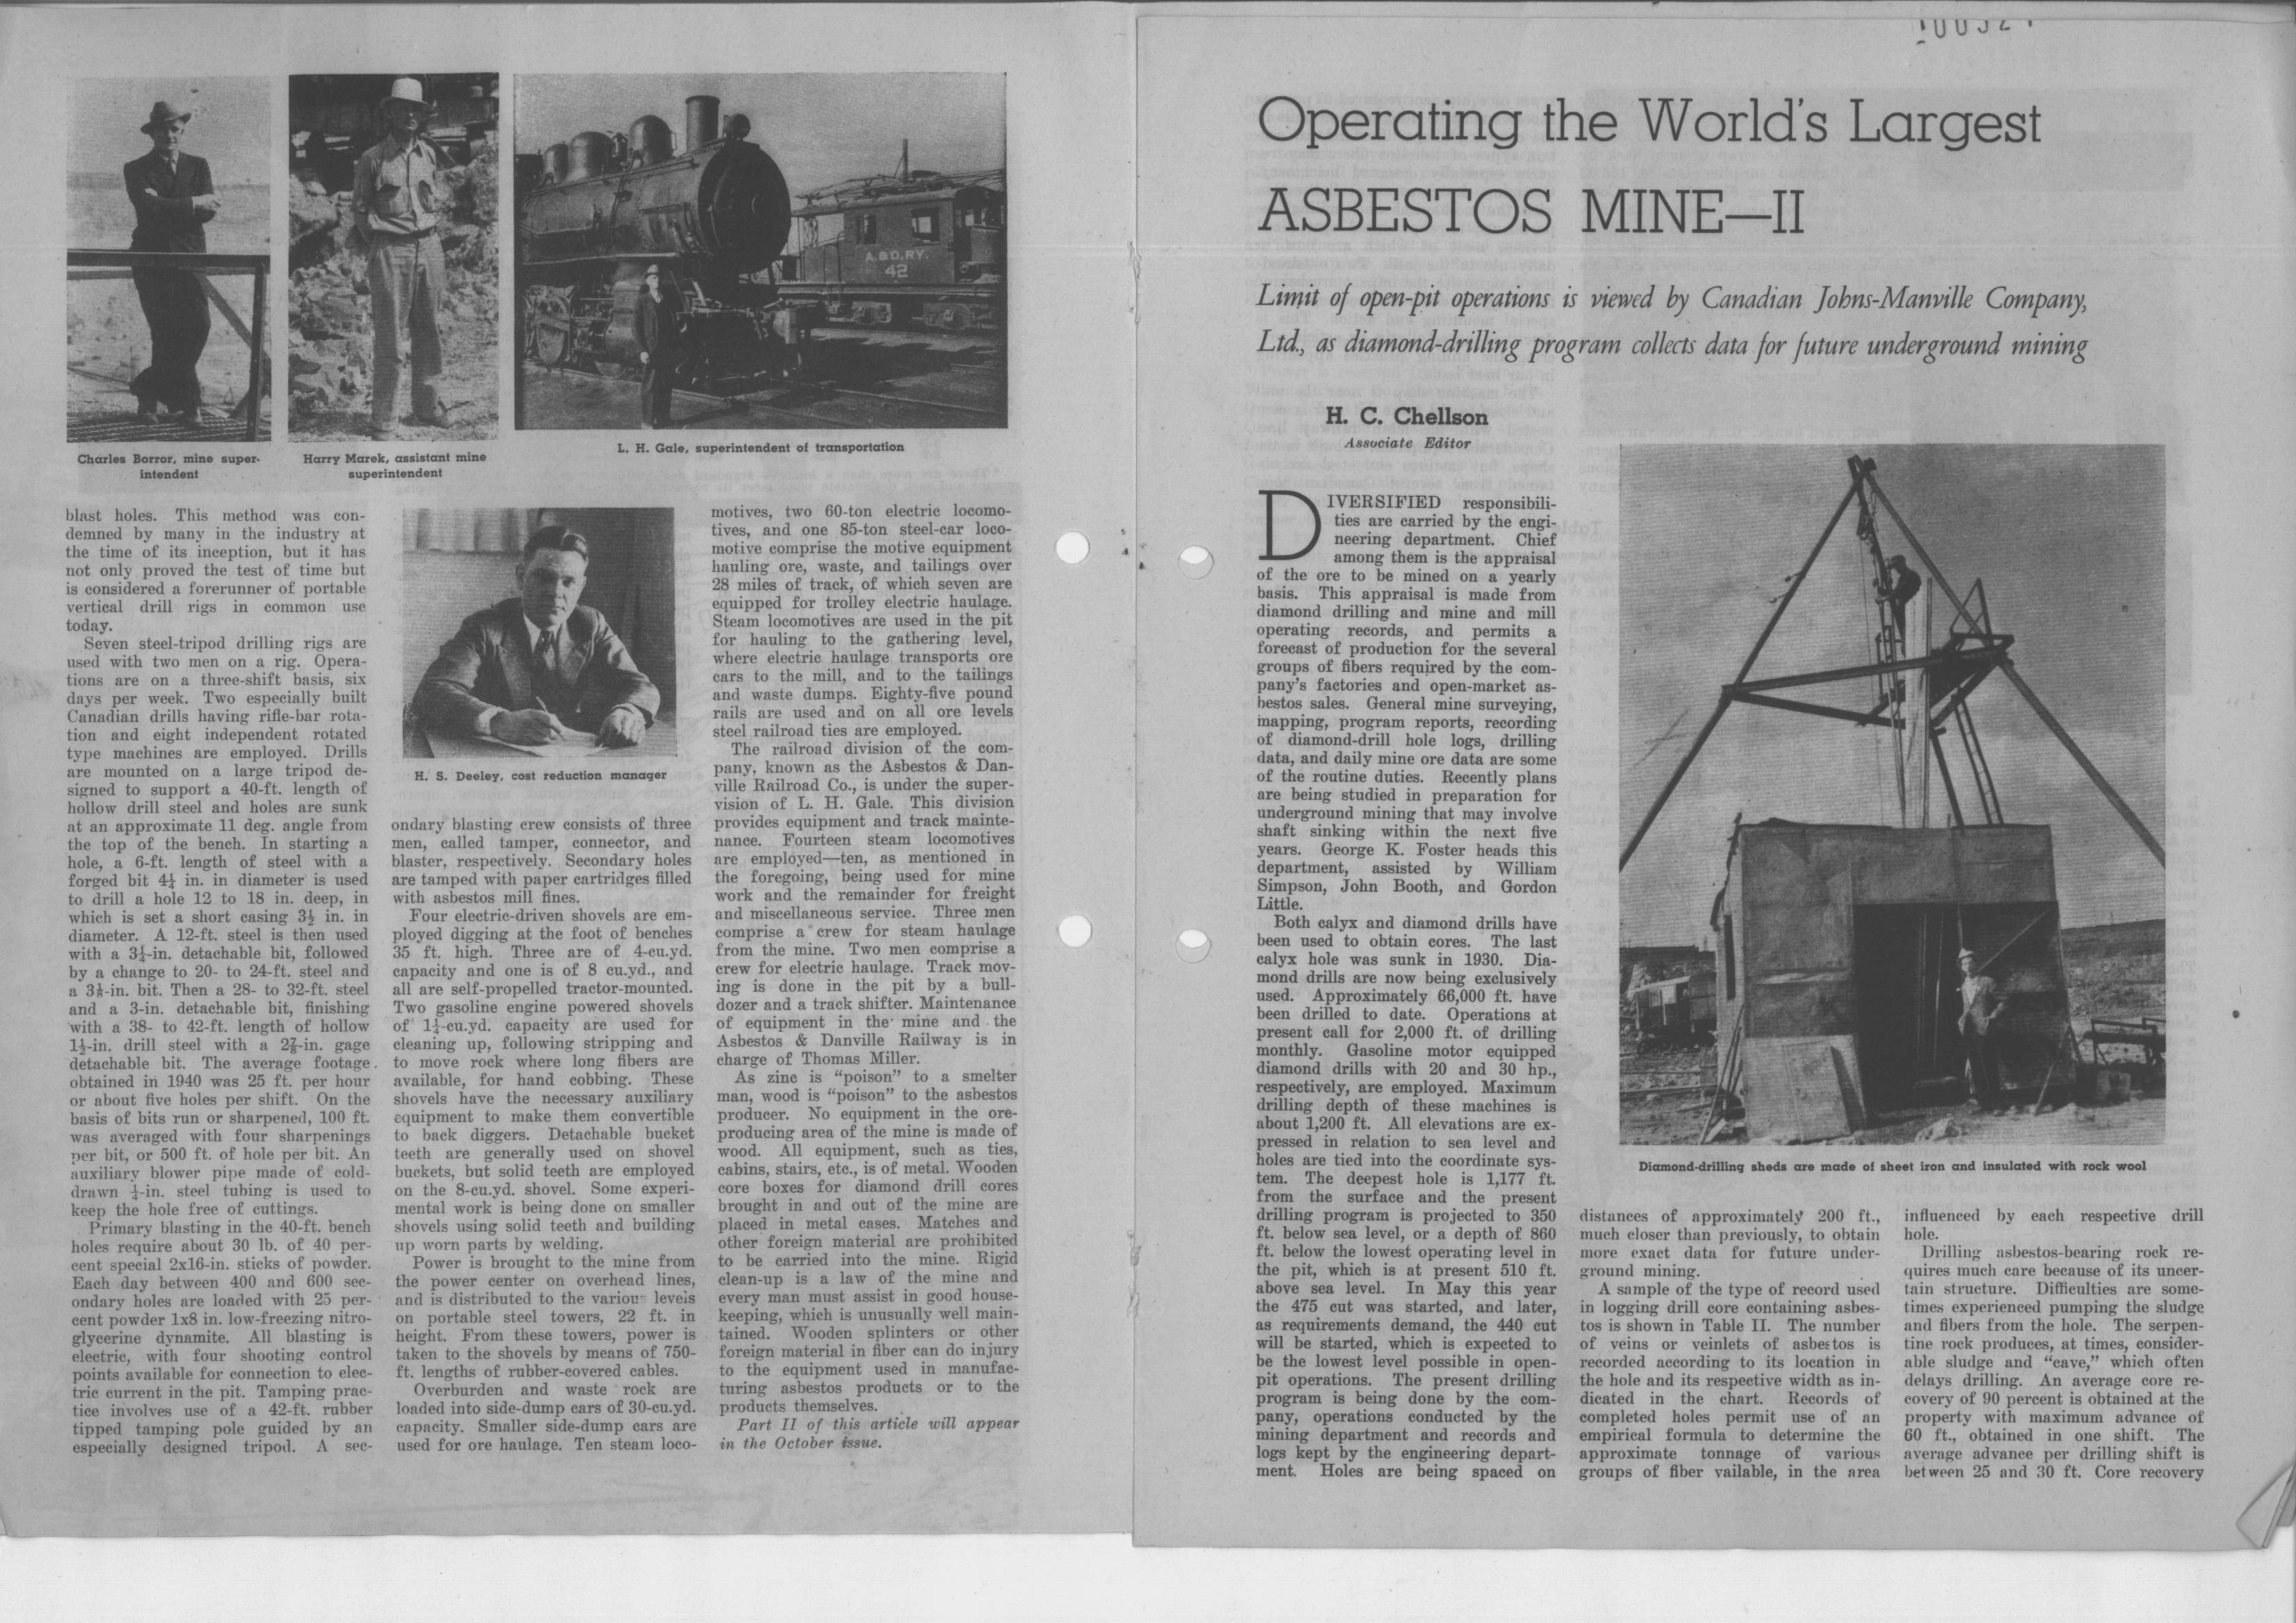 Charles Borror, mine super-
intendent
Harry Marek, assistant mine
superintendent
A.&D.RY.
42
L. H. Gale, superintendent of transportation
blast holes. This method was con-
demned by many in the industry at
the time of its inception, but it has
not only proved the test of time but
is considered a forerunner of portable
vertical drill rigs in common use
today.
Seven steel-tripod drilling rigs are
used with two men on a rig. Opera-
tions are on a three-shift basis, six
days per week. Two especially built
Canadian drills having rifle-bar rota-
tion and eight independent rotated
type machines are employed. Drills
are mounted on a large tripod de-
signed to support a 40-ft. length of
hollow drill steel and holes are sunk
at an approximate 11 deg. angle from
the top of the bench. In starting a
hole, a 6-ft. length of steel with a
forged bit 4¼ in. in diameter is used
to drill a hole 12 to 18 in. deep, in
which is set a short casing 3½ in. in
diameter. A 12-ft. steel is then used
with a 3¼-in. detachable bit, followed
by a change to 20- to 24-ft. steel and
a 3⅛-in. bit. Then a 28- to 32-ft. steel
and a 3-in. detachable bit, finishing
with a 38- to 42-ft. length of hollow
1½-in. drill steel with a 2⅞-in. gage
detachable bit. The average footage
obtained in 1940 was 25 ft. per hour
or about five holes per shift. On the
basis of bits run or sharpened, 100 ft.
was averaged with four sharpenings
per bit, or 500 ft. of hole per bit. An
auxiliary blower pipe made of cold-
drawn ¼-in. steel tubing is used to
keep the hole free of cuttings.
Primary blasting in the 40-ft. bench
holes require about 30 lb. of 40 per-
cent special 2x16-in. sticks of powder.
Each day between 400 and 600 sec-
ondary holes are loaded with 25 per-
cent powder 1x8 in. low-freezing nitro-
glycerine dynamite. All blasting is
electric, with four shooting control
points available for connection to elec-
tric current in the pit. Tamping prac-
tice involves use of a 42-ft. rubber
tipped tamping pole guided by an
especially designed tripod. A sec-
H. S. Deeley, cost reduction manager
ondary blasting crew consists of three
men, called tamper, connector, and
blaster, respectively. Secondary holes
are tamped with paper cartridges filled
with asbestos mill fines.
Four electric-driven shovels are em-
ployed digging at the foot of benches
35 ft. high. Three are of 4-cu.yd.
capacity and one is of 8 cu.yd., and
all are self-propelled tractor-mounted.
Two gasoline engine powered shovels
of 1¼-cu.yd. capacity are used for
cleaning up, following stripping and
to move rock where long fibers are
available, for hand cobbing. These
shovels have the necessary auxiliary
equipment to make them convertible
to back diggers. Detachable bucket
teeth are generally used on shovel
buckets, but solid teeth are employed
on the 8-cu.yd. shovel. Some experi-
mental work is being done on smaller
shovels using solid teeth and building
up worn parts by welding.
Power is brought to the mine from
the power center on overhead lines,
and is distributed to the various levels
on portable steel towers, 22 ft. in
height. From these towers, power is
taken to the shovels by means of 750-
ft. lengths of rubber-covered cables.
Overburden and waste rock are
loaded into side-dump cars of 30-cu.yd.
capacity. Smaller side-dump cars are
used for ore haulage. Ten steam loco-
motives, two 60-ton electric locomo-
tives, and one 85-ton steel-car loco-
motive comprise the motive equipment
hauling ore, waste, and tailings over
28 miles of track, of which seven are
equipped for trolley electric haulage.
Steam locomotives are used in the pit
for hauling to the gathering level,
where electric haulage transports ore
cars to the mill, and to the tailings
and waste dumps. Eighty-five pound
rails are used and on all ore levels
steel railroad ties are employed.
The railroad division of the com-
pany, known as the Asbestos & Dan-
ville Railroad Co., is under the super-
vision of L. H. Gale. This division
provides equipment and track mainte-
nance. Fourteen steam locomotives
are employed—ten, as mentioned in
the foregoing, being used for mine
work and the remainder for freight
and miscellaneous service. Three men
comprise a crew for steam haulage
from the mine. Two men comprise a
crew for electric haulage. Track mov-
ing is done in the pit by a bull-
dozer and a track shifter. Maintenance
of equipment in the mine and the
Asbestos & Danville Railway is in
charge of Thomas Miller.
As zinc is “poison” to a smelter
man, wood is “poison” to the asbestos
producer. No equipment in the ore-
producing area of the mine is made of
wood. All equipment, such as ties,
cabins, stairs, etc., is of metal. Wooden
core boxes for diamond drill cores
brought in and out of the mine are
placed in metal cases. Matches and
other foreign material are prohibited
to be carried into the mine. Rigid
clean-up is a law of the mine and
every man must assist in good house-
keeping, which is unusually well main-
tained. Wooden splinters or other
foreign material in fiber can do injury
to the equipment used in manufac-
turing asbestos products or to the
products themselves.
Part II of this article will appear
in the October issue.
Operating the World's Largest
ASBESTOS MINE—II
Limit of open-pit operations is viewed by Canadian Johns-Manville Company,
Ltd., as diamond-drilling program collects data for future underground mining
H. C. Chellson
Associate Editor
DIVERSIFIED responsibili-
ties are carried by the engi-
neering department. Chief
among them is the appraisal
of the ore to be mined on a yearly
basis. This appraisal is made from
diamond drilling and mine and mill
operating records, and permits a
forecast of production for the several
groups of fibers required by the com-
pany's factories and open-market as-
bestos sales. General mine surveying,
mapping, program reports, recording
of diamond-drill hole logs, drilling
data, and daily mine ore data are some
of the routine duties. Recently plans
are being studied in preparation for
underground mining that may involve
shaft sinking within the next five
years. George K. Foster heads this
department, assisted by William
Simpson, John Booth, and Gordon
Little.
Both calyx and diamond drills have
been used to obtain cores. The last
calyx hole was sunk in 1930. Dia-
mond drills are now being exclusively
used. Approximately 66,000 ft. have
been drilled to date. Operations at
present call for 2,000 ft. of drilling
monthly. Gasoline motor equipped
diamond drills with 20 and 30 hp.,
respectively, are employed. Maximum
drilling depth of these machines is
about 1,200 ft. All elevations are ex-
pressed in relation to sea level and
holes are tied into the coordinate sys-
tem. The deepest hole is 1,177 ft.
from the surface and the present
drilling program is projected to 350
ft. below sea level, or a depth of 860
ft. below the lowest operating level in
the pit, which is at present 510 ft.
above sea level. In May this year
the 475 cut was started, and later,
as requirements demand, the 440 cut
will be started, which is expected to
be the lowest level possible in open-
pit operations. The present drilling
program is being done by the com-
pany, operations conducted by the
mining department and records and
logs kept by the engineering depart-
ment. Holes are being spaced on
Diamond-drilling sheds are made of sheet iron and insulated with rock wool
distances of approximately 200 ft.,
much closer than previously, to obtain
more exact data for future under-
ground mining.
A sample of the type of record used
in logging drill core containing asbes-
tos is shown in Table II. The number
of veins or veinlets of asbestos is
recorded according to its location in
the hole and its respective width as in-
dicated in the chart. Records of
completed holes permit use of an
empirical formula to determine the
approximate tonnage of various
groups of fiber vailable, in the area
influenced by each respective drill
hole.
Drilling asbestos-bearing rock re-
quires much care because of its uncer-
tain structure. Difficulties are some-
times experienced pumping the sludge
and fibers from the hole. The serpen-
tine rock produces, at times, consider-
able sludge and “cave,” which often
delays drilling. An average core re-
covery of 90 percent is obtained at the
property with maximum advance of
60 ft., obtained in one shift. The
average advance per drilling shift is
between 25 and 30 ft. Core recovery